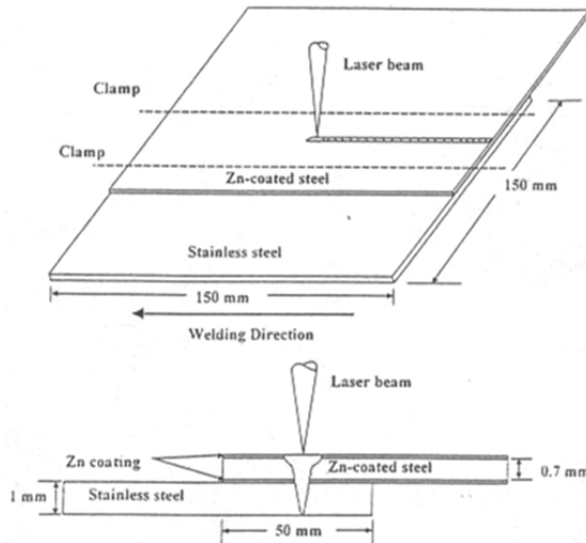 Laser beam
Clamp
Clamp
Zn-coated steel
150 mm
Stainless steel
150 mm
Welding Direction
Laser beam
Zn coating
Zn-coated steel
0.7 mm
1 mm
Stainless steel
50 mm